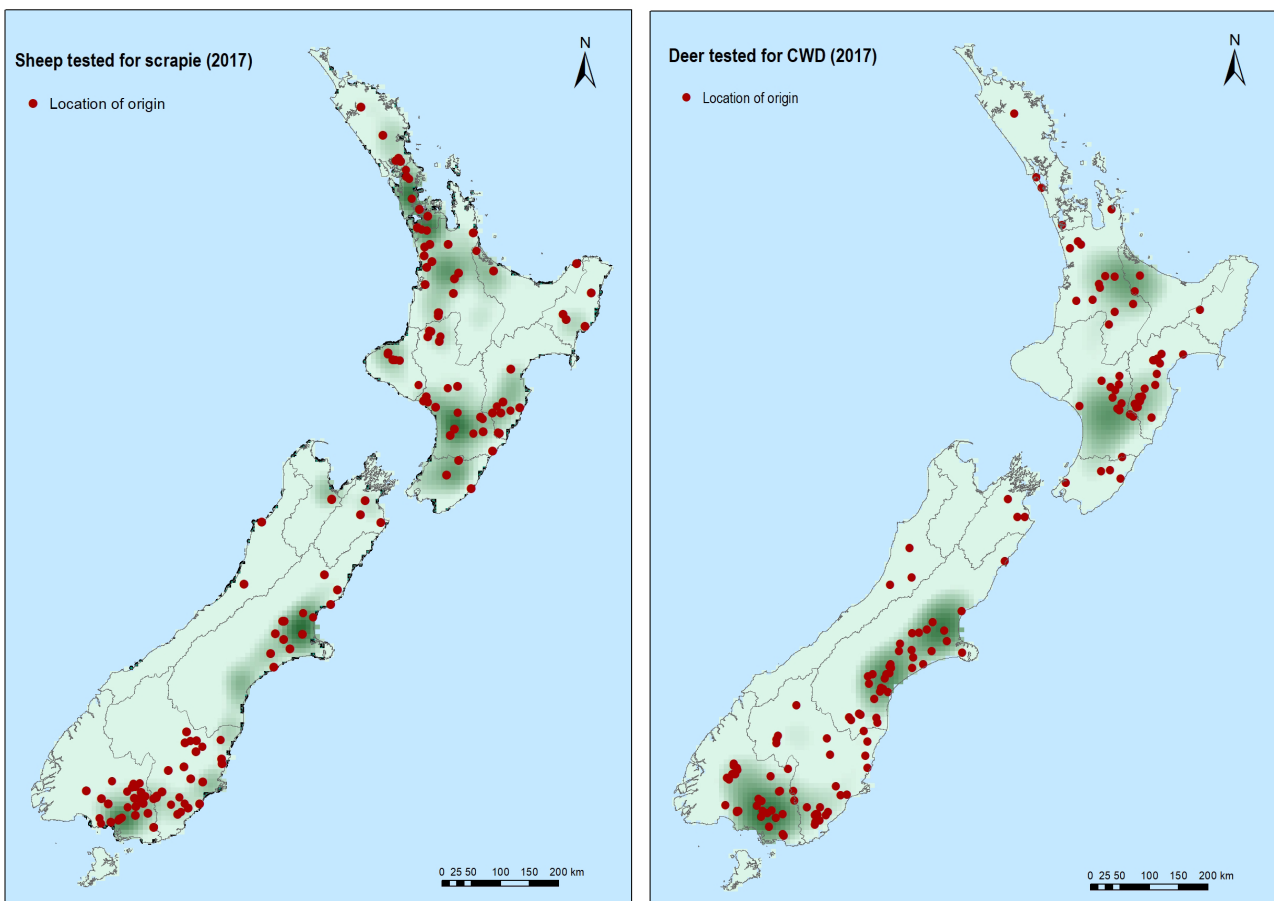 Sheep tested for scrapie (2017)
N
Location of origin
0 25 50 100 150 200 km
Deer tested for CWD (2017)
N
Location of origin
0 25 50 100 150 200 km